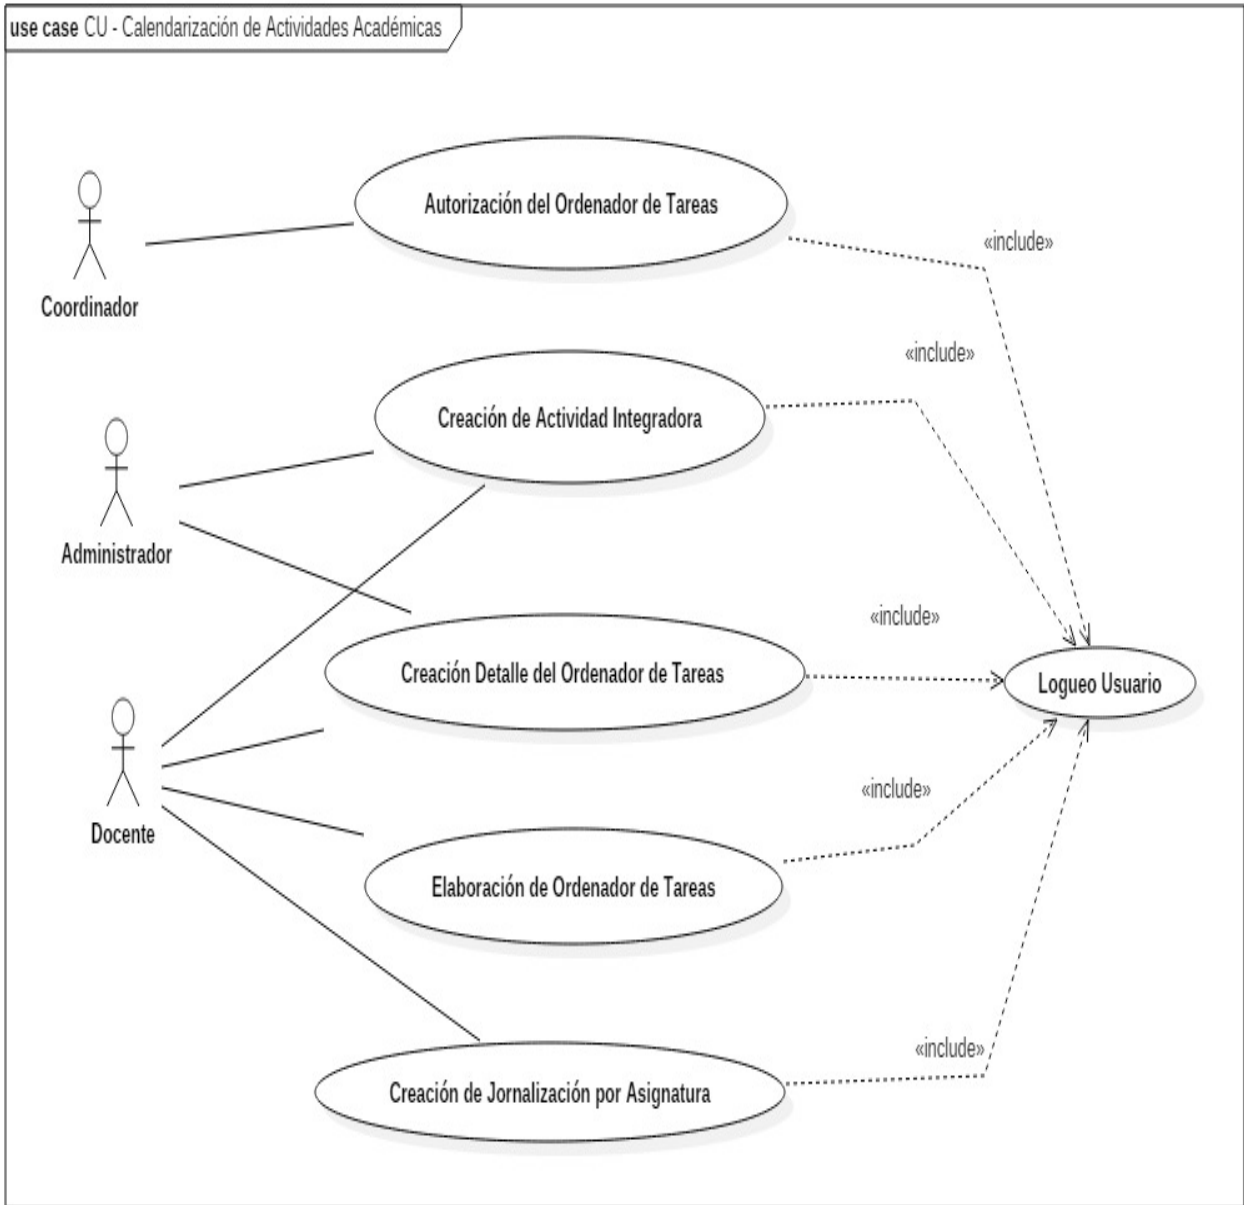 use case CU - Calendarización de Actividades Académicas
Autorización del Ordenador de Tareas
«include»
Coordinador
«include»
Creación de Actividad Integradora
Administrador
«include»
Creación Detalle del Ordenador de Tareas
Logueo Usuario
«include»
Docente
Elaboración de Ordenador de Tareas
«include»
Creación de Jornalización por Asignatura